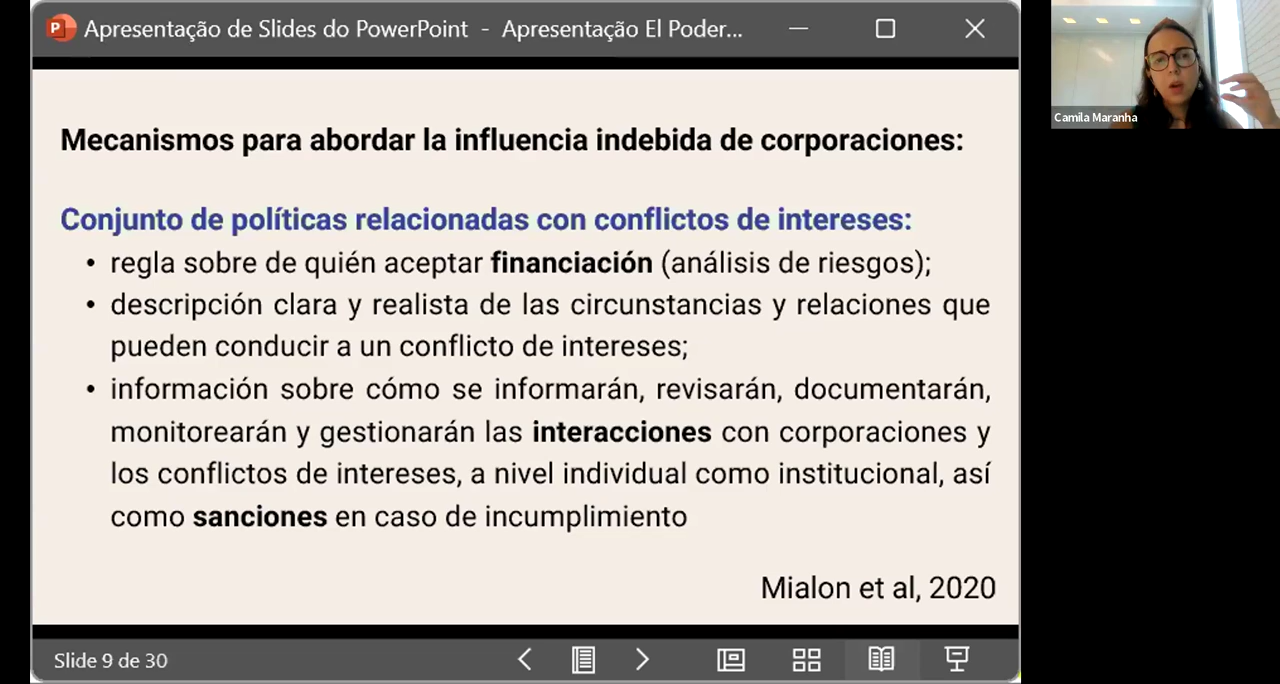 Apresentação de Slides do PowerPoint - Apresentação El Poder...
Camila Maranha
Mecanismos para abordar la influencia indebida de corporaciones:
Conjunto de políticas relacionadas con conflictos de intereses:
• regla sobre de quién aceptar financiación (análisis de riesgos);
• descripción clara y realista de las circunstancias y relaciones que
pueden conducir a un conflicto de intereses;
• información sobre cómo se informarán, revisarán, documentarán,
monitorearán y gestionarán las interacciones con corporaciones y
los conflictos de intereses, a nivel individual como institucional, así
como sanciones en caso de incumplimiento
Mialon et al, 2020
Slide 9 de 30